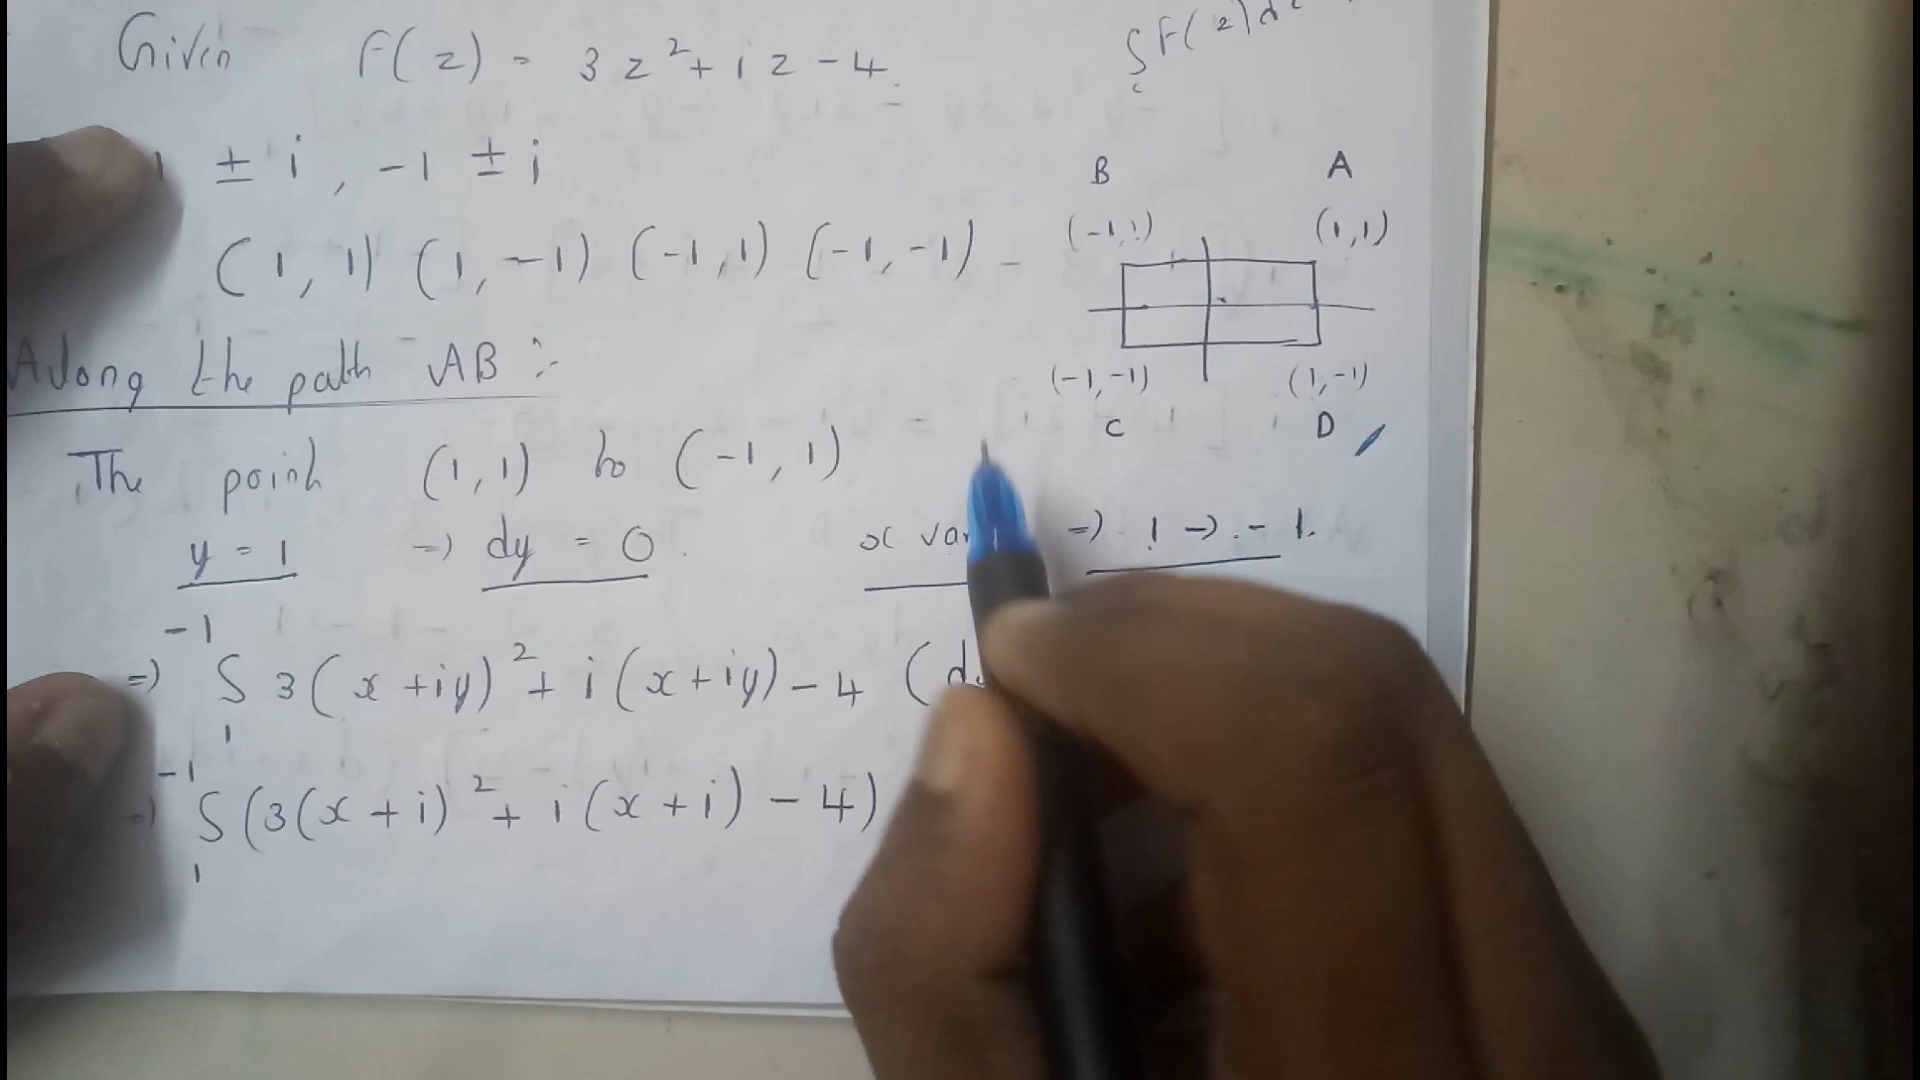 Given F(z) = 3z² + iz - 4.
∫ F(z)d
c
± i, -1 ± i
B A
(1, 1) (1, -1) (-1, 1) (-1, -1)
(-1, 1) (1, 1)
(-1, -1) (1, -1)
C D
Along the path AB :-
The point (1, 1) to (-1, 1)
y = 1 => dy = 0. x => 1 -> -1.
=> ∫₁⁻¹ 3(x + iy)² + i(x + iy) - 4 (d
=> ∫₁⁻¹ (3(x + i)² + i(x + i) - 4)